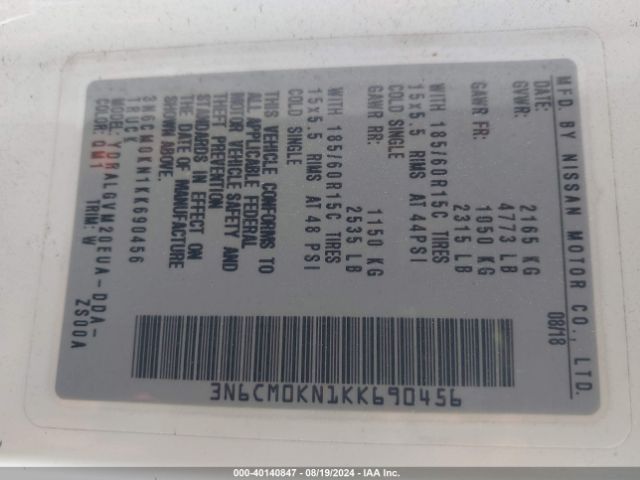 MFD. BY NISSAN MOTOR CO., LTD.
08/18
GVWR: 2165 KG
4773 LB
GAWR FR: 1050 KG
2315 LB
WITH 185/60R15C TIRES
15x5.5 RIMS AT 44PSI
COLD SINGLE
GAWR RR: 1150 KG
2535 LB
WITH 185/60R15C TIRES
15x5.5 RIMS AT 48 PSI
COLD SINGLE
THIS VEHICLE CONFORMS TO
ALL APPLICABLE FEDERAL
MOTOR VEHICLE SAFETY AND
THEFT PREVENTION
STANDARDS IN EFFECT ON
THE DATE OF MANUFACTURE
SHOWN ABOVE.
3N6CM0KN1KK690456
TRUCK
YDRALGVM20EUA-DDA-
COLOR: QM1 TRIM: W ZS00A
3N6CM0KN1KK690456
000-40140847 - 08/19/2024 - IAA Inc.